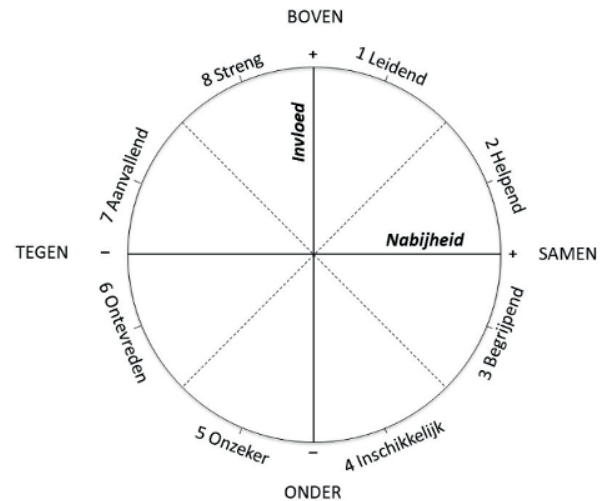 BOVEN
+
8 Streng
1 Leidend
Invloed
7 Aanvallend
2 Helpend
Nabijheid
TEGEN
–
+
SAMEN
6 Ontevreden
3 Begrijpend
5 Onzeker
4 Inschikkelijk
–
ONDER